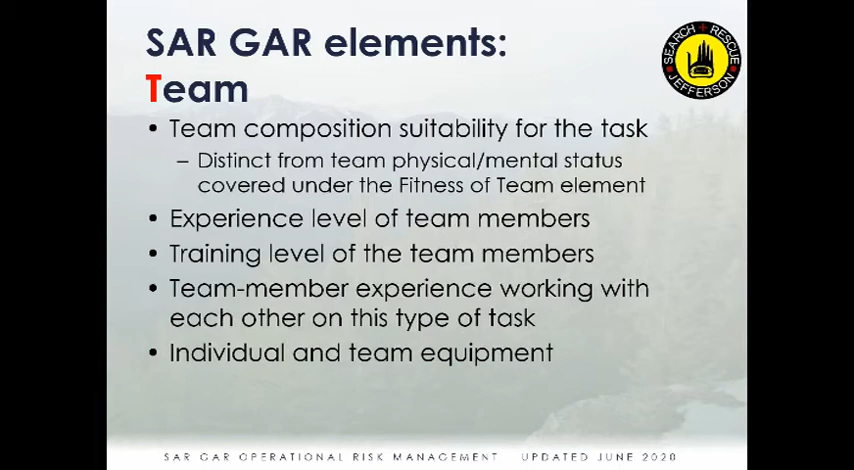 SAR GAR elements:
Team
SEARCH + RESCUE
JEFFERSON
• Team composition suitability for the task
– Distinct from team physical/mental status
covered under the Fitness of Team element
• Experience level of team members
• Training level of the team members
• Team-member experience working with
each other on this type of task
• Individual and team equipment
SAR GAR OPERATIONAL RISK MANAGEMENT UPDATED JUNE 2020